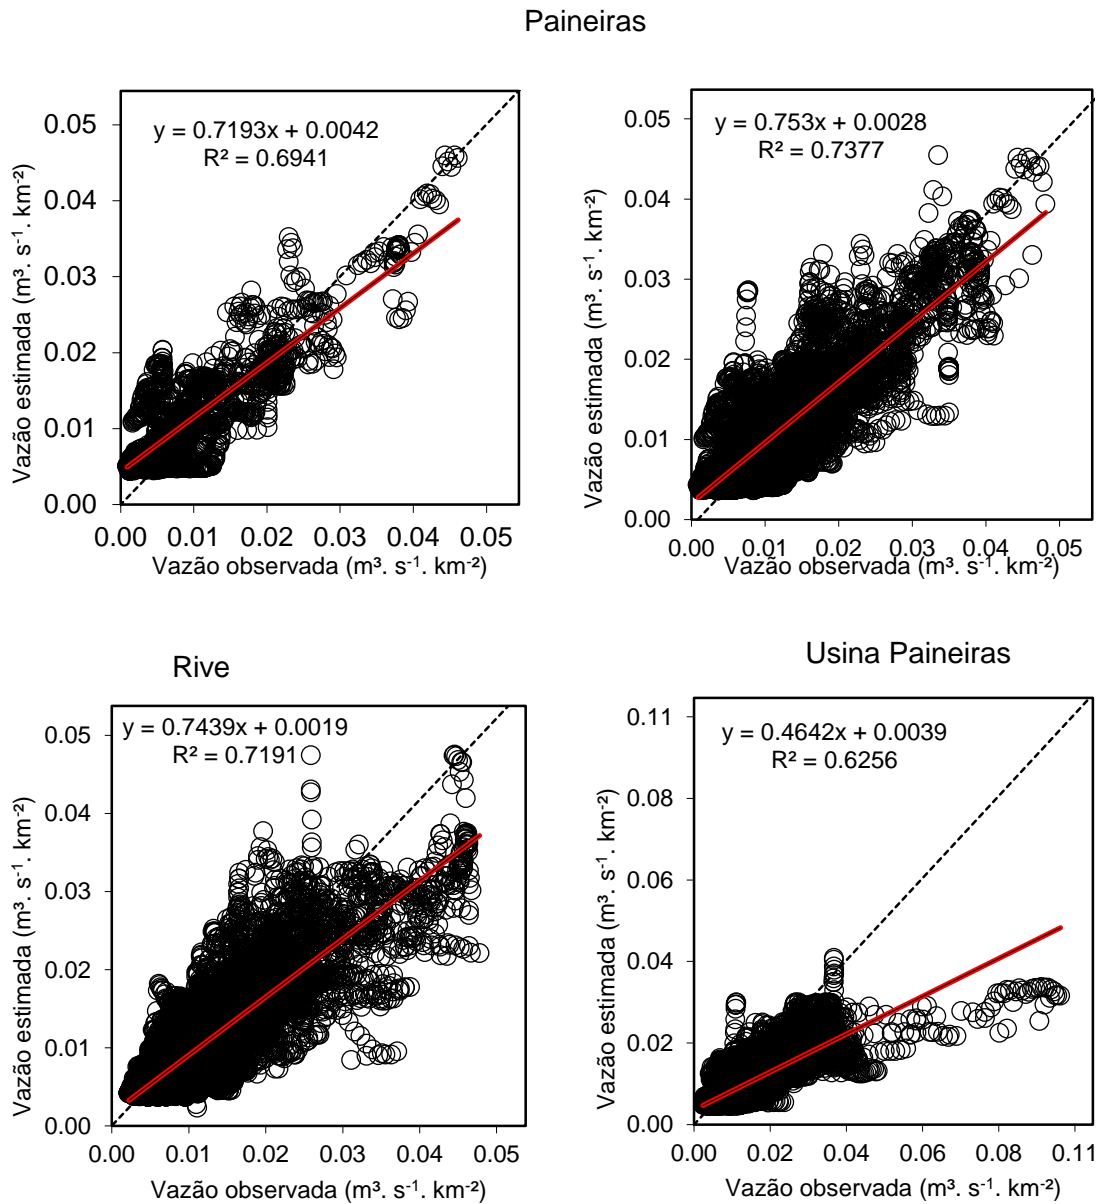 Paineiras
y = 0.7193x + 0.0042
R² = 0.6941
Vazão estimada (m³. s⁻¹. km⁻²)
0.05
0.04
0.03
0.02
0.01
0.00
0.00 0.01 0.02 0.03 0.04 0.05
Vazão observada (m³. s⁻¹. km⁻²)
y = 0.753x + 0.0028
R² = 0.7377
Vazão estimada (m³. s⁻¹. km⁻²)
0.05
0.04
0.03
0.02
0.01
0.00
0.00 0.01 0.02 0.03 0.04 0.05
Vazão observada (m³. s⁻¹. km⁻²)
Rive
y = 0.7439x + 0.0019
R² = 0.7191
Vazão estimada (m³. s⁻¹. km⁻²)
0.05
0.04
0.03
0.02
0.01
0.00
0.00 0.01 0.02 0.03 0.04 0.05
Vazão observada (m³. s⁻¹. km⁻²)
Usina Paineiras
y = 0.4642x + 0.0039
R² = 0.6256
Vazão estimada (m³. s⁻¹. km⁻²)
0.11
0.08
0.06
0.04
0.02
0.00
0.00 0.02 0.04 0.06 0.08 0.11
Vazão observada (m³. s⁻¹. km⁻²)